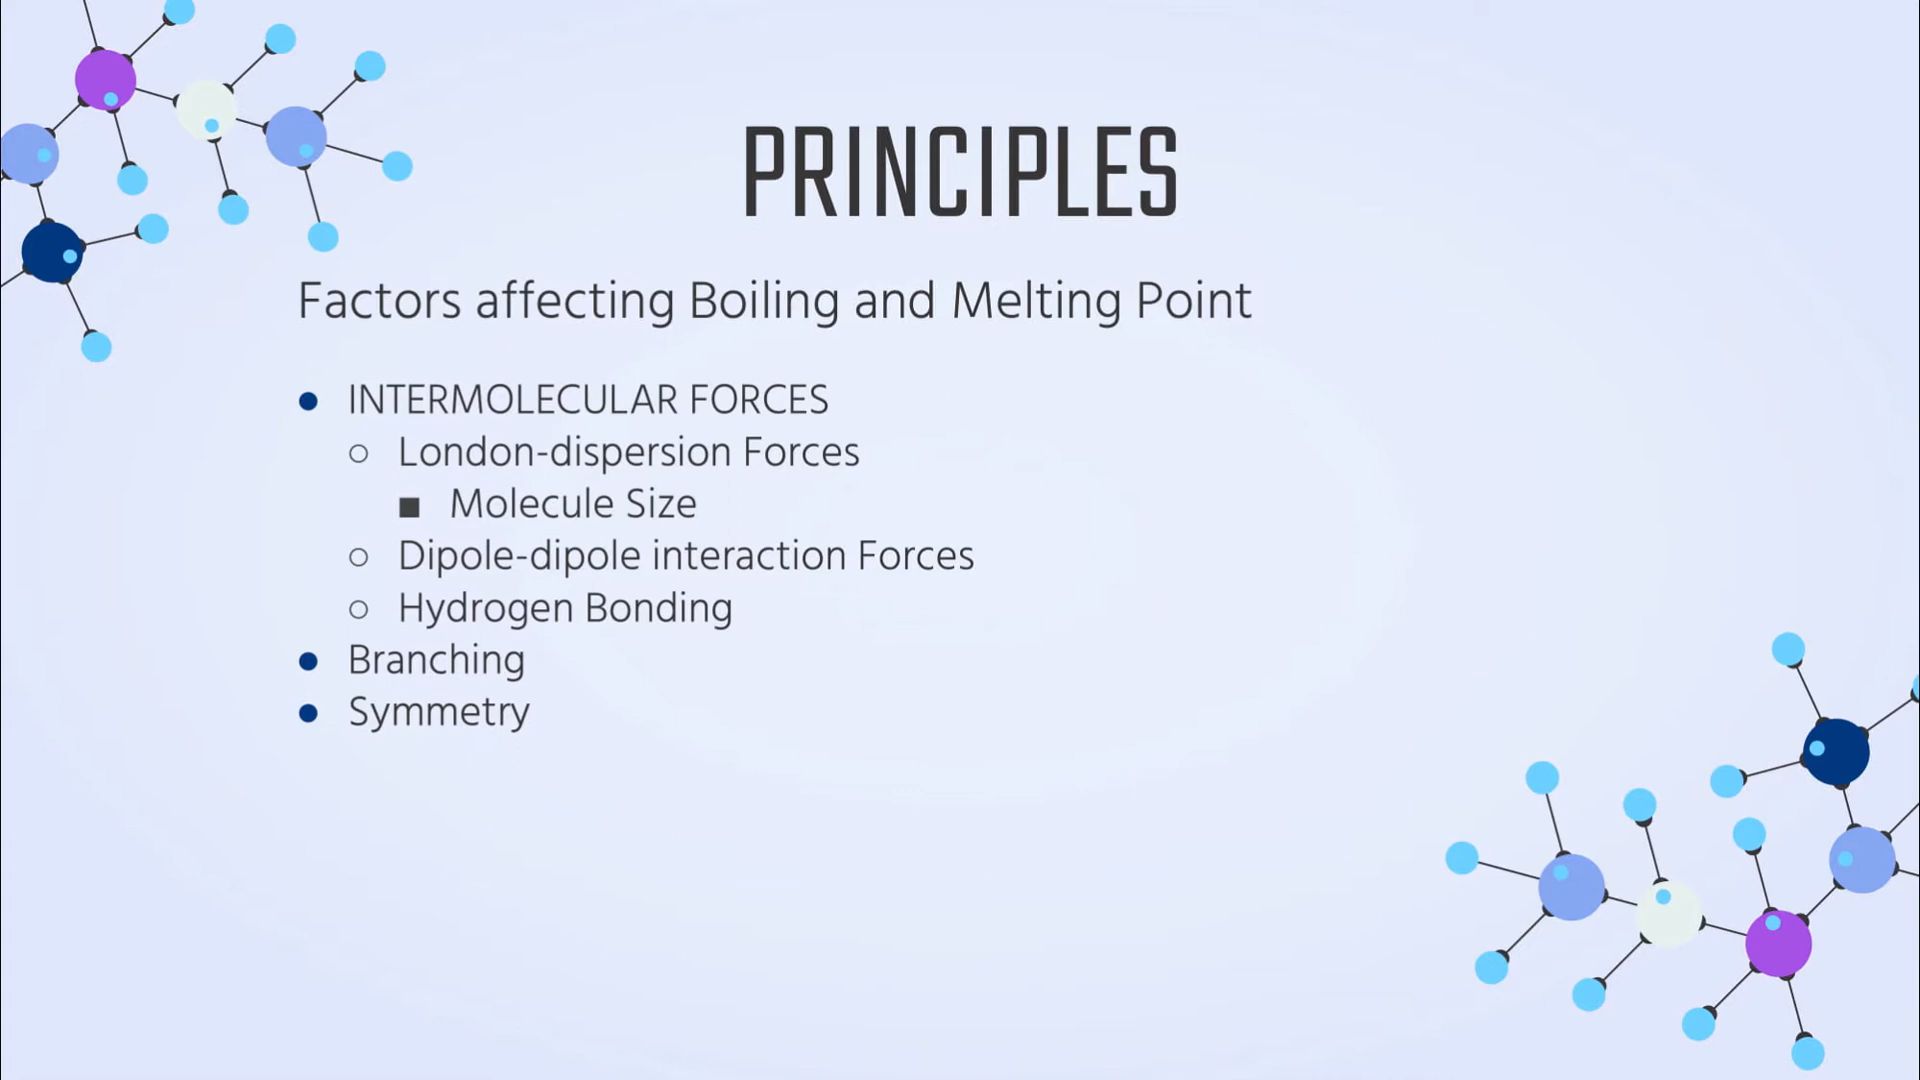 PRINCIPLES
Factors affecting Boiling and Melting Point
● INTERMOLECULAR FORCES
○ London-dispersion Forces
■ Molecule Size
○ Dipole-dipole interaction Forces
○ Hydrogen Bonding
● Branching
● Symmetry